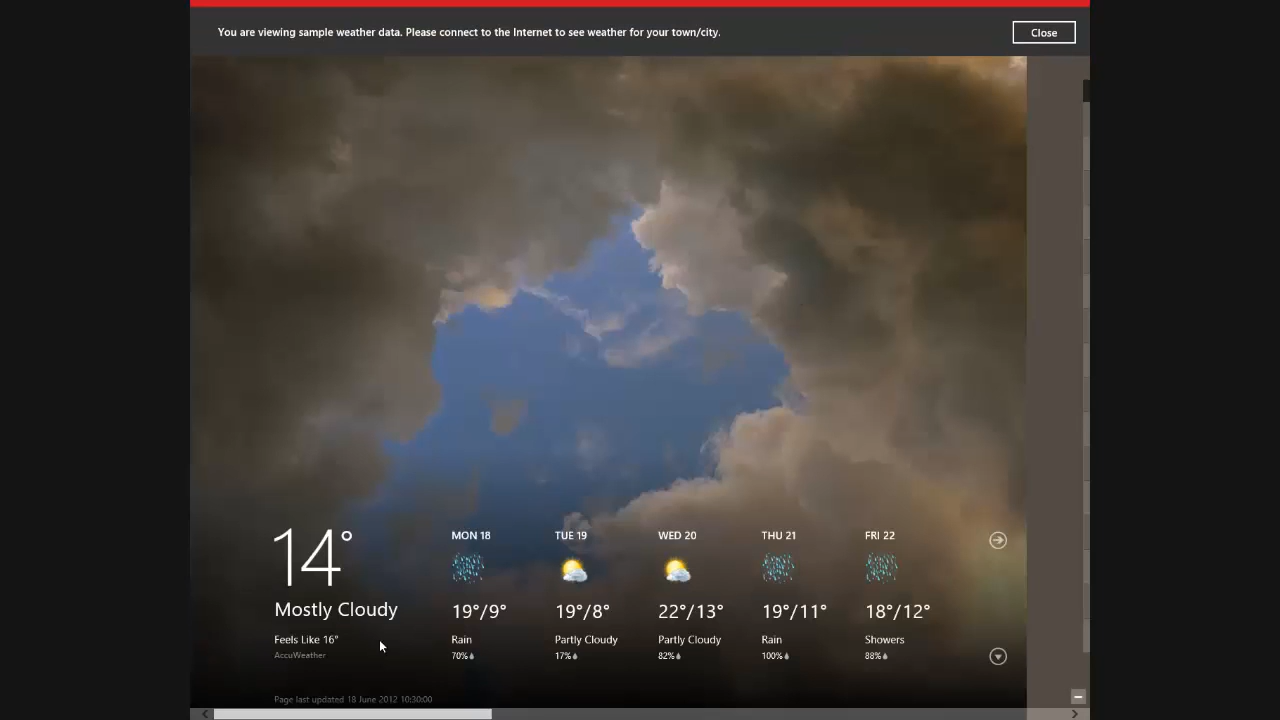 You are viewing sample weather data. Please connect to the Internet to see weather for your town/city.
Close
14°
Mostly Cloudy
Feels Like 16°
AccuWeather
MON 18
19°/9°
Rain
70%
TUE 19
19°/8°
Partly Cloudy
17%
WED 20
22°/13°
Partly Cloudy
82%
THU 21
19°/11°
Rain
100%
FRI 22
18°/12°
Showers
88%
Page last updated 18 June 2012 10:30:00